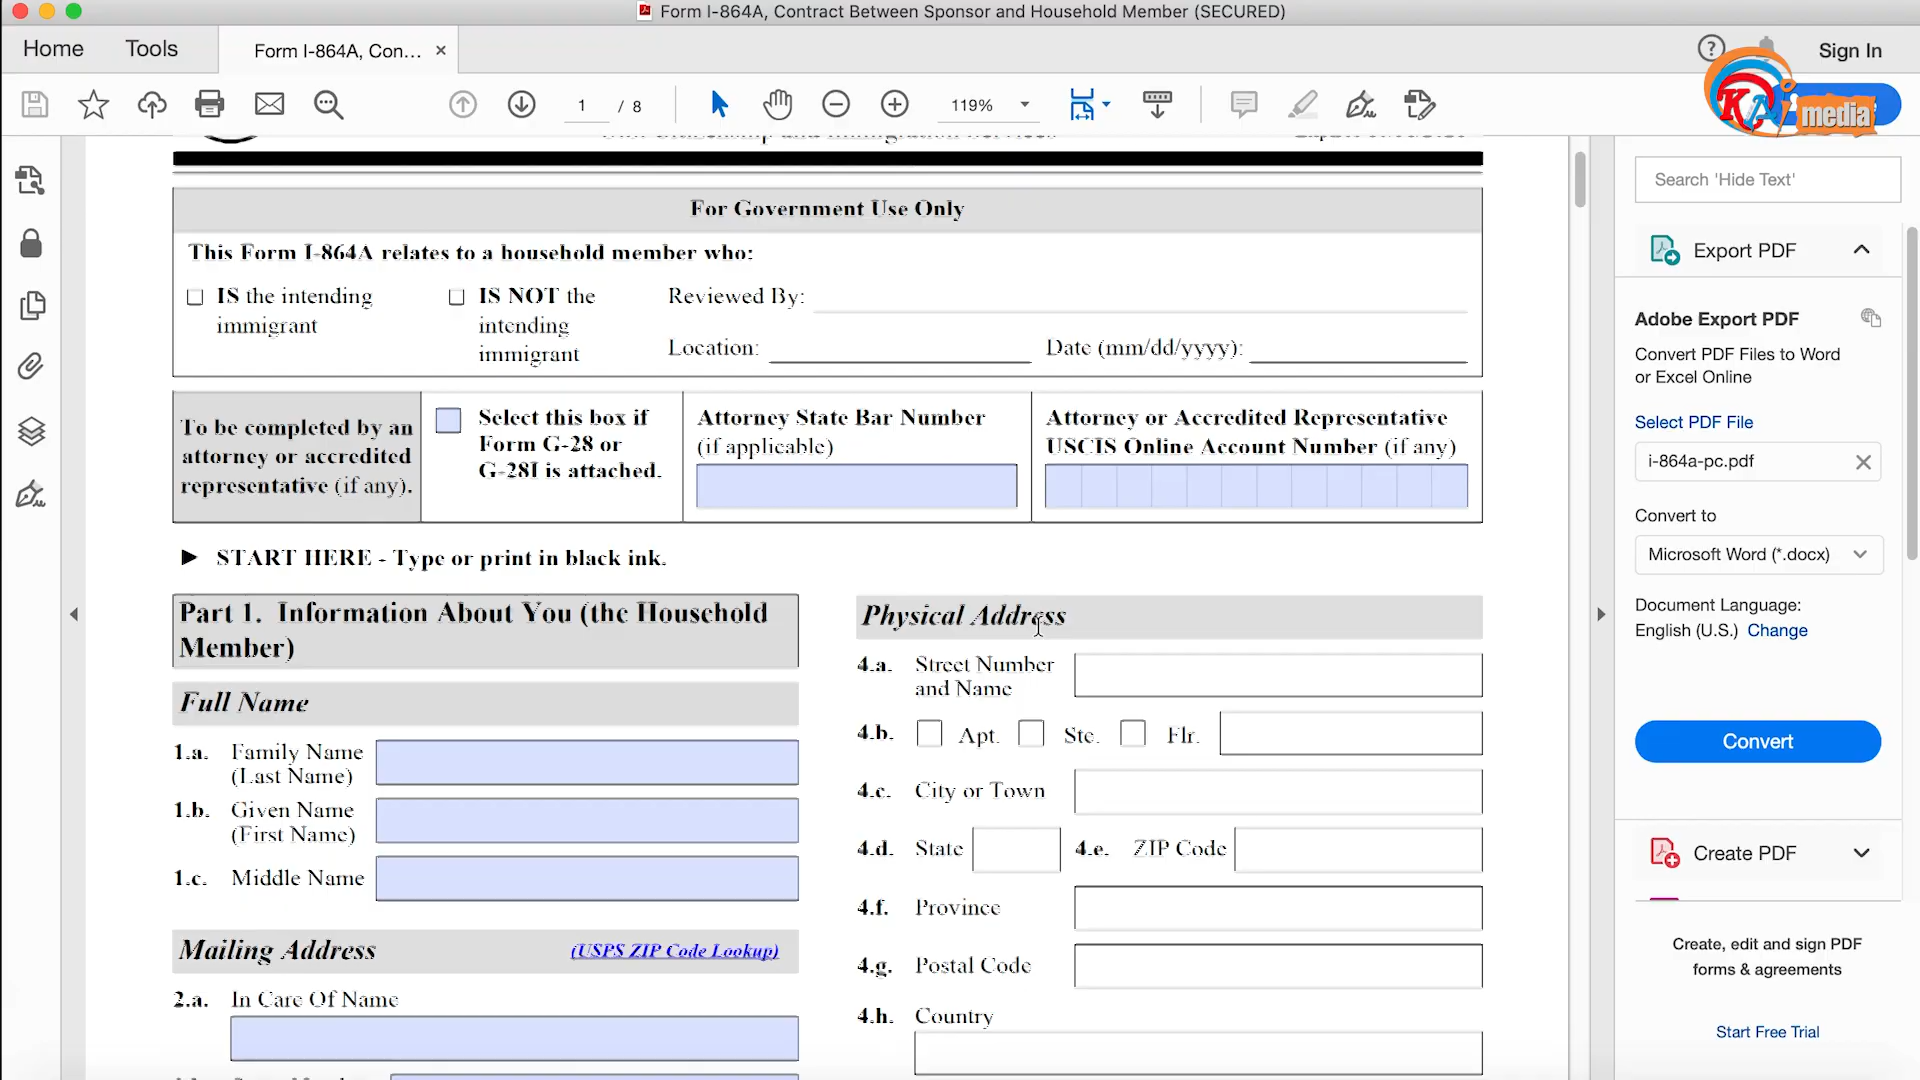 Form I-864A, Contract Between Sponsor and Household Member (SECURED)
Home
Tools
Form I-864A, Con...
Sign In
1 / 8
119%
KAI media
For Government Use Only
This Form I-864A relates to a household member who:
IS the intending immigrant
IS NOT the intending immigrant
Reviewed By:
Location:
Date (mm/dd/yyyy):
To be completed by an
attorney or accredited
representative (if any).
Select this box if
Form G-28 or
G-28I is attached.
Attorney State Bar Number
(if applicable)
Attorney or Accredited Representative
USCIS Online Account Number (if any)
► START HERE - Type or print in black ink.
Part 1. Information About You (the Household
Member)
Full Name
1.a. Family Name
(Last Name)
1.b. Given Name
(First Name)
1.c. Middle Name
Mailing Address (USPS ZIP Code Lookup)
2.a. In Care Of Name
Physical Address
4.a. Street Number
and Name
4.b. Apt. Ste. Flr.
4.c. City or Town
4.d. State 4.e. ZIP Code
4.f. Province
4.g. Postal Code
4.h. Country
Search 'Hide Text'
Export PDF
Adobe Export PDF
Convert PDF Files to Word
or Excel Online
Select PDF File
i-864a-pc.pdf
Convert to
Microsoft Word (*.docx)
Document Language:
English (U.S.) Change
Convert
Create PDF
Create, edit and sign PDF
forms & agreements
Start Free Trial